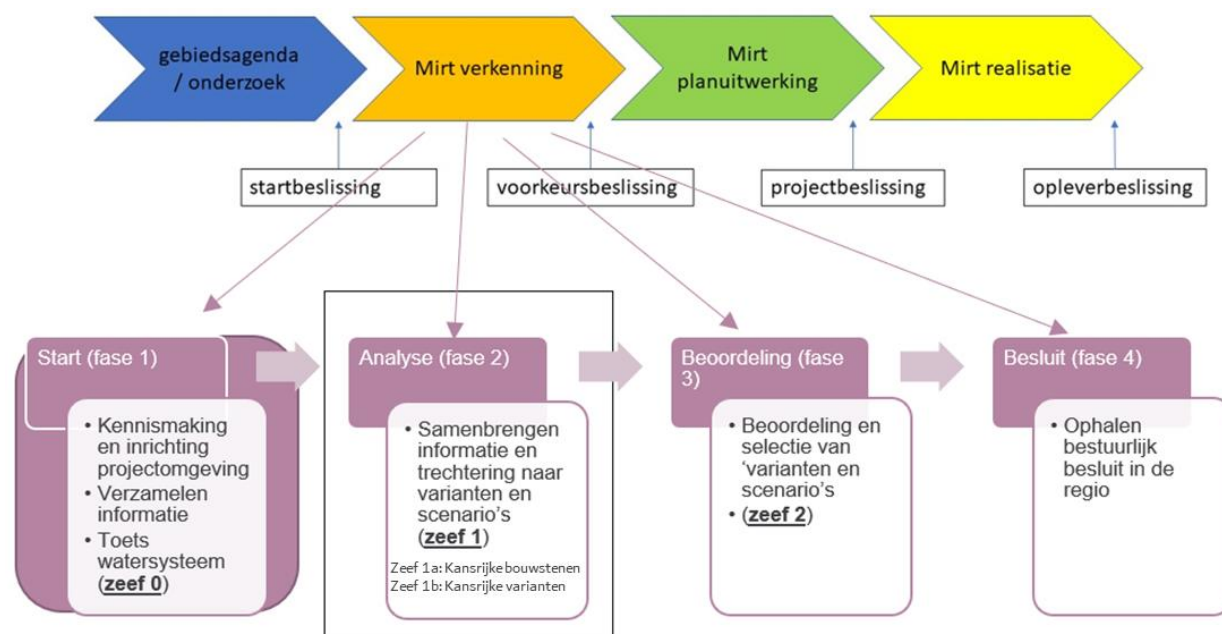 gebiedsagenda
/ onderzoek
Mirt verkenning
Mirt
planuitwerking
Mirt realisatie
startbeslissing
voorkeursbeslissing
projectbeslissing
opleverbeslissing
Start (fase 1)
• Kennismaking
en inrichting
projectomgeving
• Verzamelen
informatie
• Toets
watersysteem
(zeef 0)
Analyse (fase 2)
• Samenbrengen
informatie en
trechtering naar
varianten en
scenario's
(zeef 1)
Zeef 1a: Kansrijke bouwstenen
Zeef 1b: Kansrijke varianten
Beoordeling (fase
3)
• Beoordeling en
selectie van
‘varianten en
scenario’s
• (zeef 2)
Besluit (fase 4)
• Ophalen
bestuurlijk
besluit in de
regio